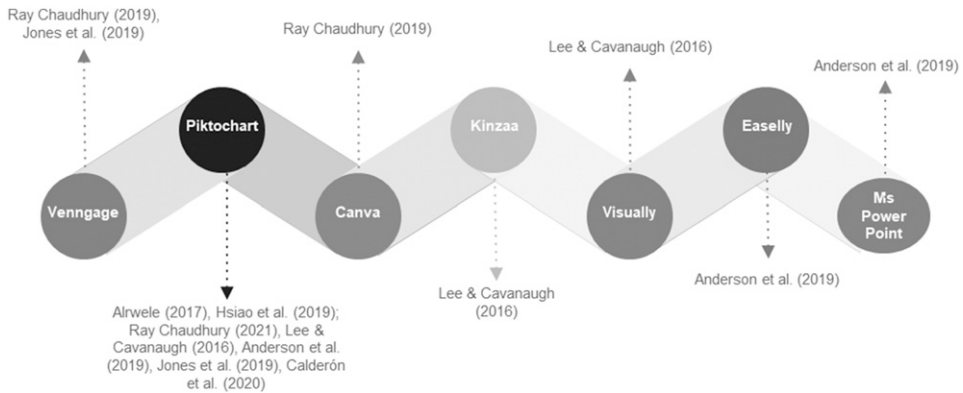 Ray Chaudhury (2019),
Jones et al. (2019)
Ray Chaudhury (2019)
Lee & Cavanaugh (2016)
Anderson et al. (2019)
Piktochart
Kinzaa
Easelly
Venngage
Canva
Visually
Ms
Power
Point
Alrwele (2017), Hsiao et al. (2019);
Ray Chaudhury (2021), Lee &
Cavanaugh (2016), Anderson et al.
(2019), Jones et al. (2019), Calderón
et al. (2020)
Lee & Cavanaugh
(2016)
Anderson et al. (2019)